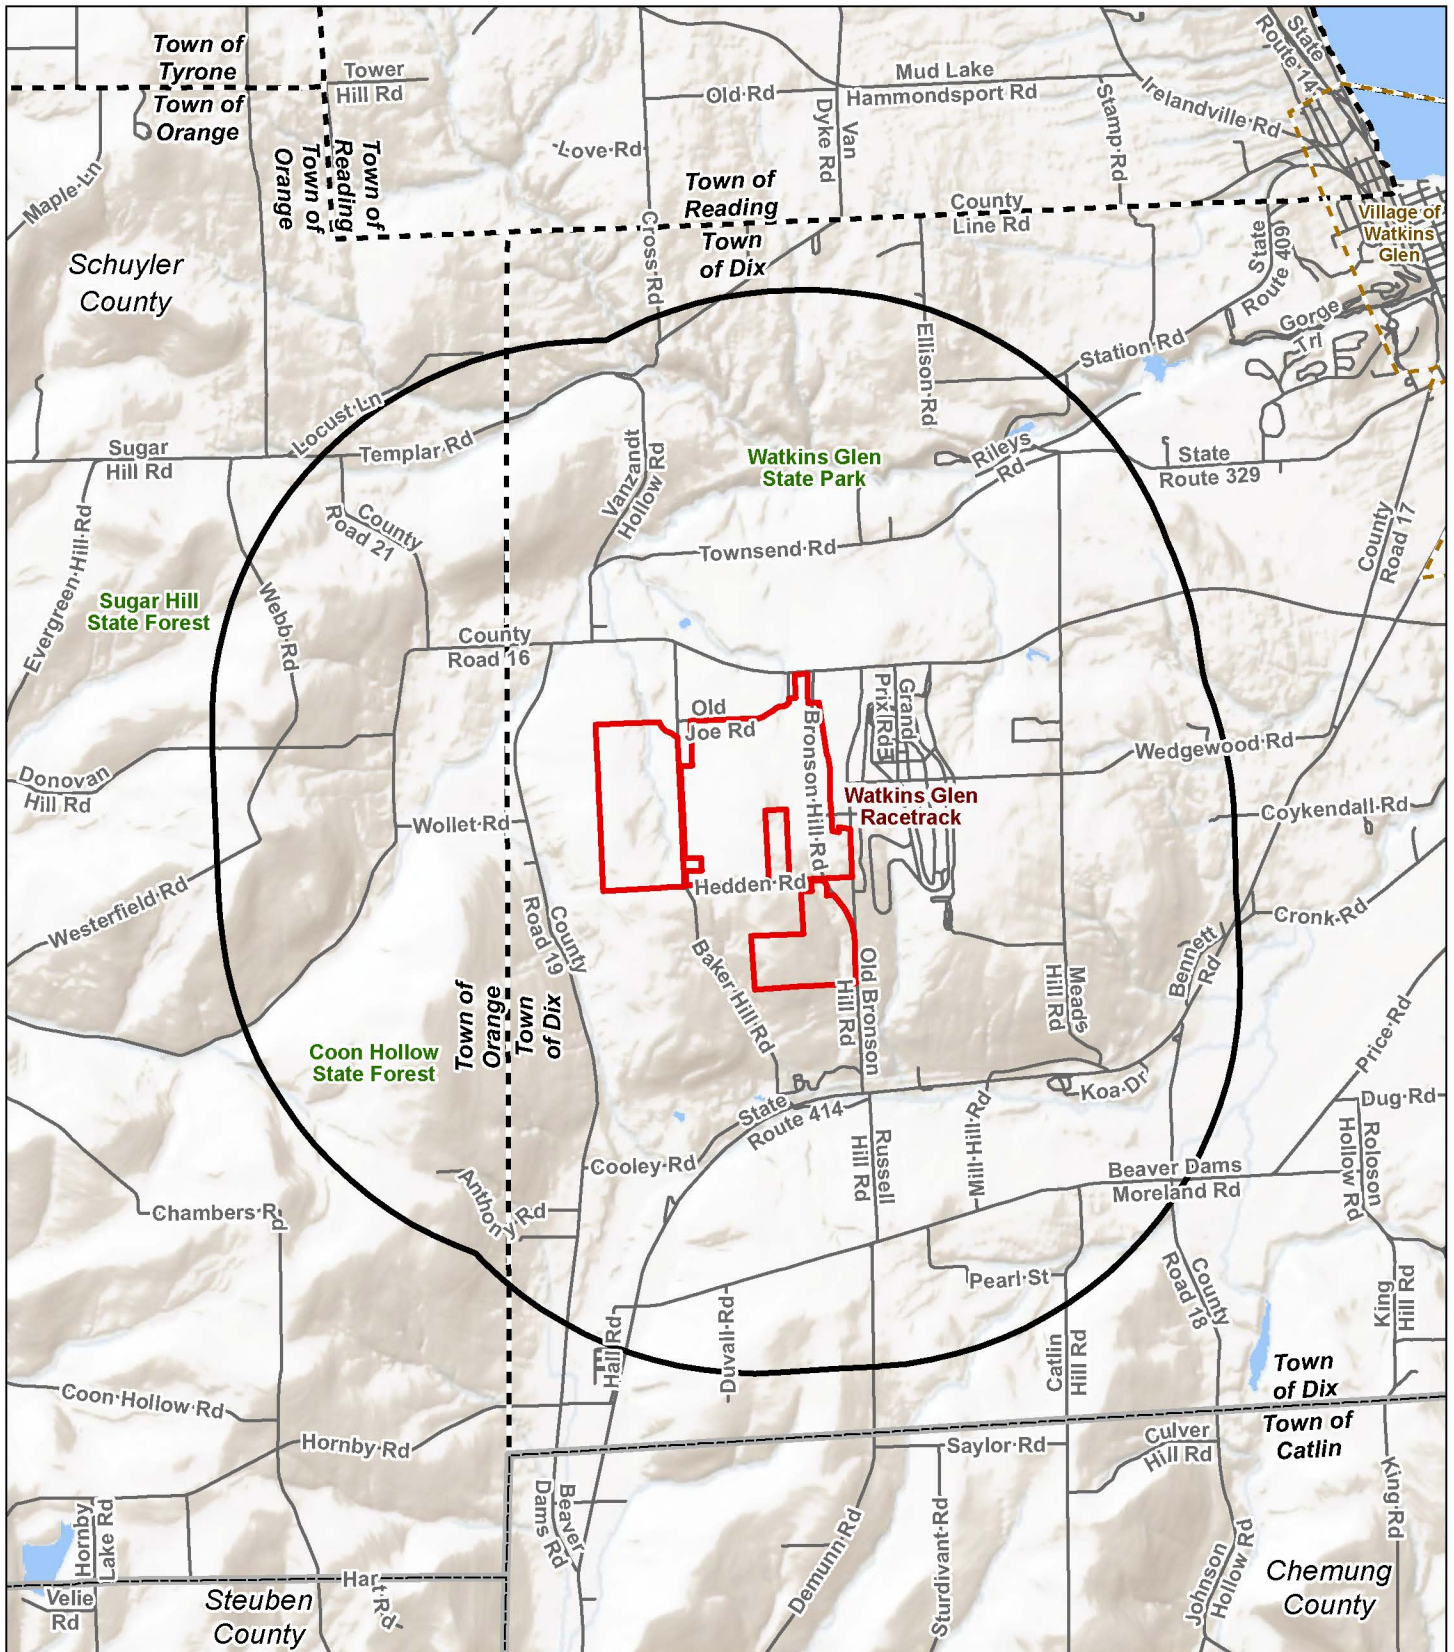 Town of
Tyrone
Town of
Orange
Tower
Hill Rd
Town of
Reading
Town of
Orange
Maple Ln
Love Rd
Old Rd
Mud Lake
Hammondsport Rd
Van
Dyke Rd
Stamp Rd
Irelandville Rd
State
Route 14
Town of
Reading
Town
of Dix
County
Line Rd
Cross Rd
Village of
Watkins
Glen
State
Route 409
Gorge
Trl
Schuyler
County
Ellison Rd
Station Rd
Locust Ln
Templar Rd
Sugar
Hill Rd
Vanzandt
Hollow Rd
Watkins Glen
State Park
Rileys
Rd
State
Route 329
County
Road 17
County
Road 21
Evergreen Hill Rd
Townsend Rd
Sugar Hill
State Forest
Webb Rd
County
Road 16
Old
Joe Rd
Bronson Hill Rd
Grand
Prix Rd
Wedgewood Rd
Donovan
Hill Rd
Watkins Glen
Racetrack
Coykendall Rd
Wollet Rd
Hedden Rd
Westerfield Rd
County
Road 19
Cronk Rd
Bennett
Rd
Baker Hill Rd
Old Bronson
Hill Rd
Meads
Hill Rd
Town of
Orange
Town
of Dix
Coon Hollow
State Forest
Price Rd
Koa Dr
Dug Rd
State
Route 414
Mill Hill Rd
Russell
Hill Rd
Roloson
Hollow Rd
Cooley Rd
Beaver Dams
Moreland Rd
Anthony Rd
Chambers Rd
Pearl St
County
Road 18
King
Hill Rd
Hall Rd
Duvall Rd
Catlin
Hill Rd
Town
of Dix
Town of
Catlin
Coon Hollow Rd
Hornby Rd
Saylor Rd
Culver
Hill Rd
King Rd
Hornby
Lake Rd
Beaver
Dams Rd
Demunn Rd
Sturdivant Rd
Johnson
Hollow Rd
Chemung
County
Velie
Rd
Steuben
County
Hart Rd